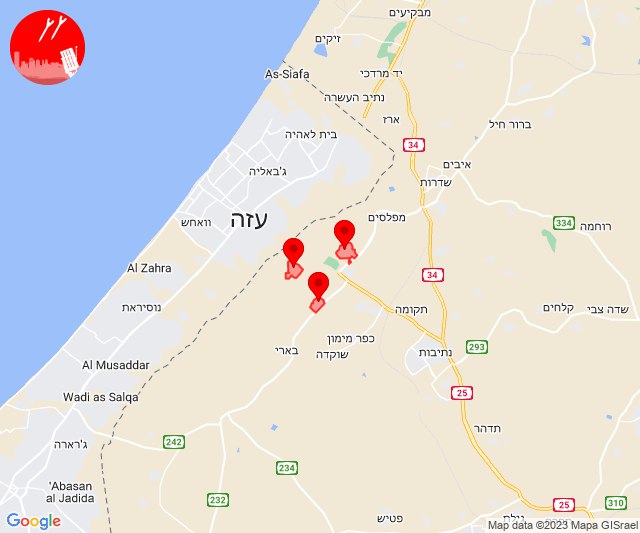 מבקיעים
זיקים
As-Siafa
יד מרדכי
נתיב העשרה
ארז
ברור חיל
בית לאהיה
34
איבים
ג'באליה
שדרות
עזה
וואחש
מפלסים
334
רוחמה
Al Zahra
34
נוסיראת
תקומה
קלחים
שדה צבי
כפר מימון
שוקדה
בארי
293
נתיבות
Al Musaddar
25
Wadi as Salqa
תדהר
242
ג'רארה
234
'Abasan
al Jadida
232
25
310
פטיש
Google
Map data ©2023 Mapa GISrael